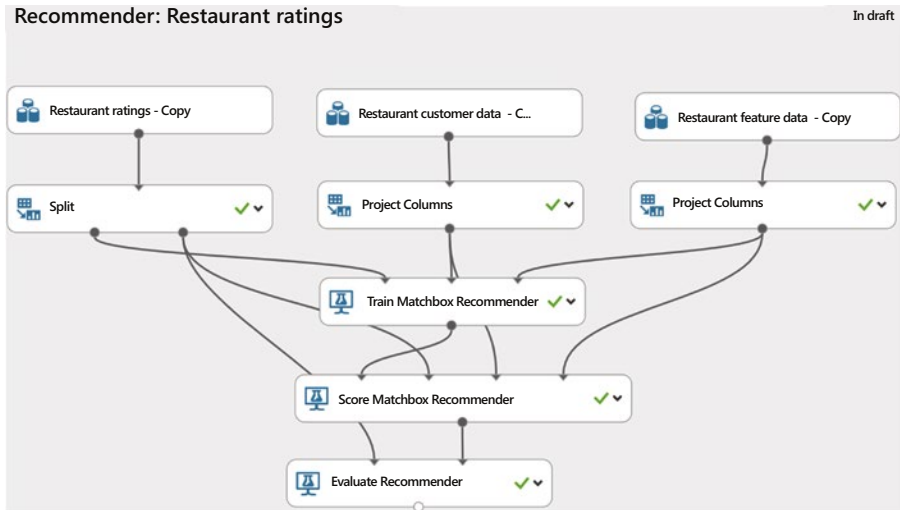 Recommender: Restaurant ratings
In draft
Restaurant ratings - Copy
Restaurant customer data - C...
Restaurant feature data - Copy
Split
Project Columns
Project Columns
Train Matchbox Recommender
Score Matchbox Recommender
Evaluate Recommender